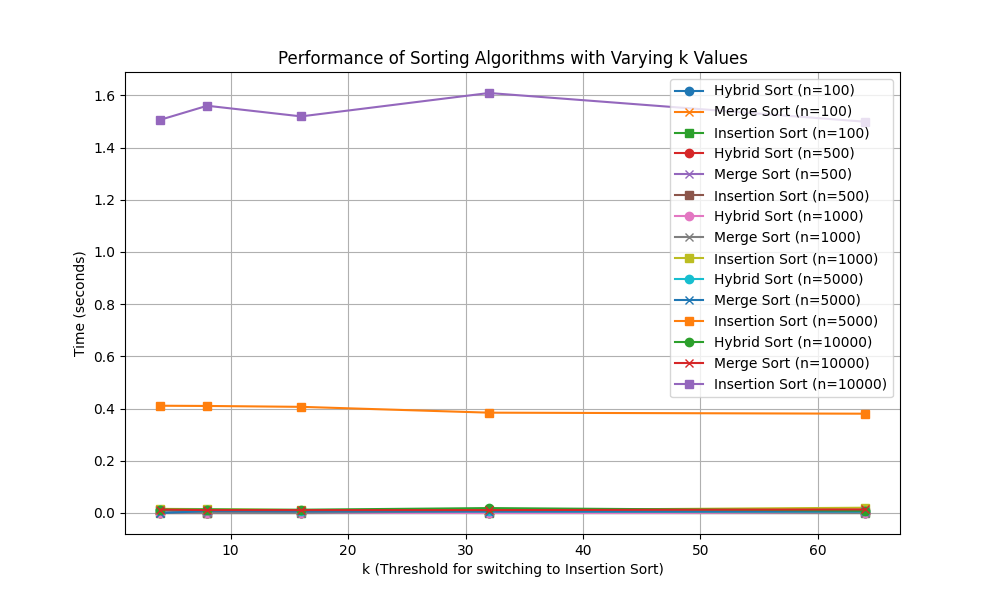 Performance of Sorting Algorithms with Varying k Values
Time (seconds)
1.6
1.4
1.2
1.0
0.8
0.6
0.4
0.2
0.0
Hybrid Sort (n=100)
Merge Sort (n=100)
Insertion Sort (n=100)
Hybrid Sort (n=500)
Merge Sort (n=500)
Insertion Sort (n=500)
Hybrid Sort (n=1000)
Merge Sort (n=1000)
Insertion Sort (n=1000)
Hybrid Sort (n=5000)
Merge Sort (n=5000)
Insertion Sort (n=5000)
Hybrid Sort (n=10000)
Merge Sort (n=10000)
Insertion Sort (n=10000)
10 20 30 40 50 60
k (Threshold for switching to Insertion Sort)